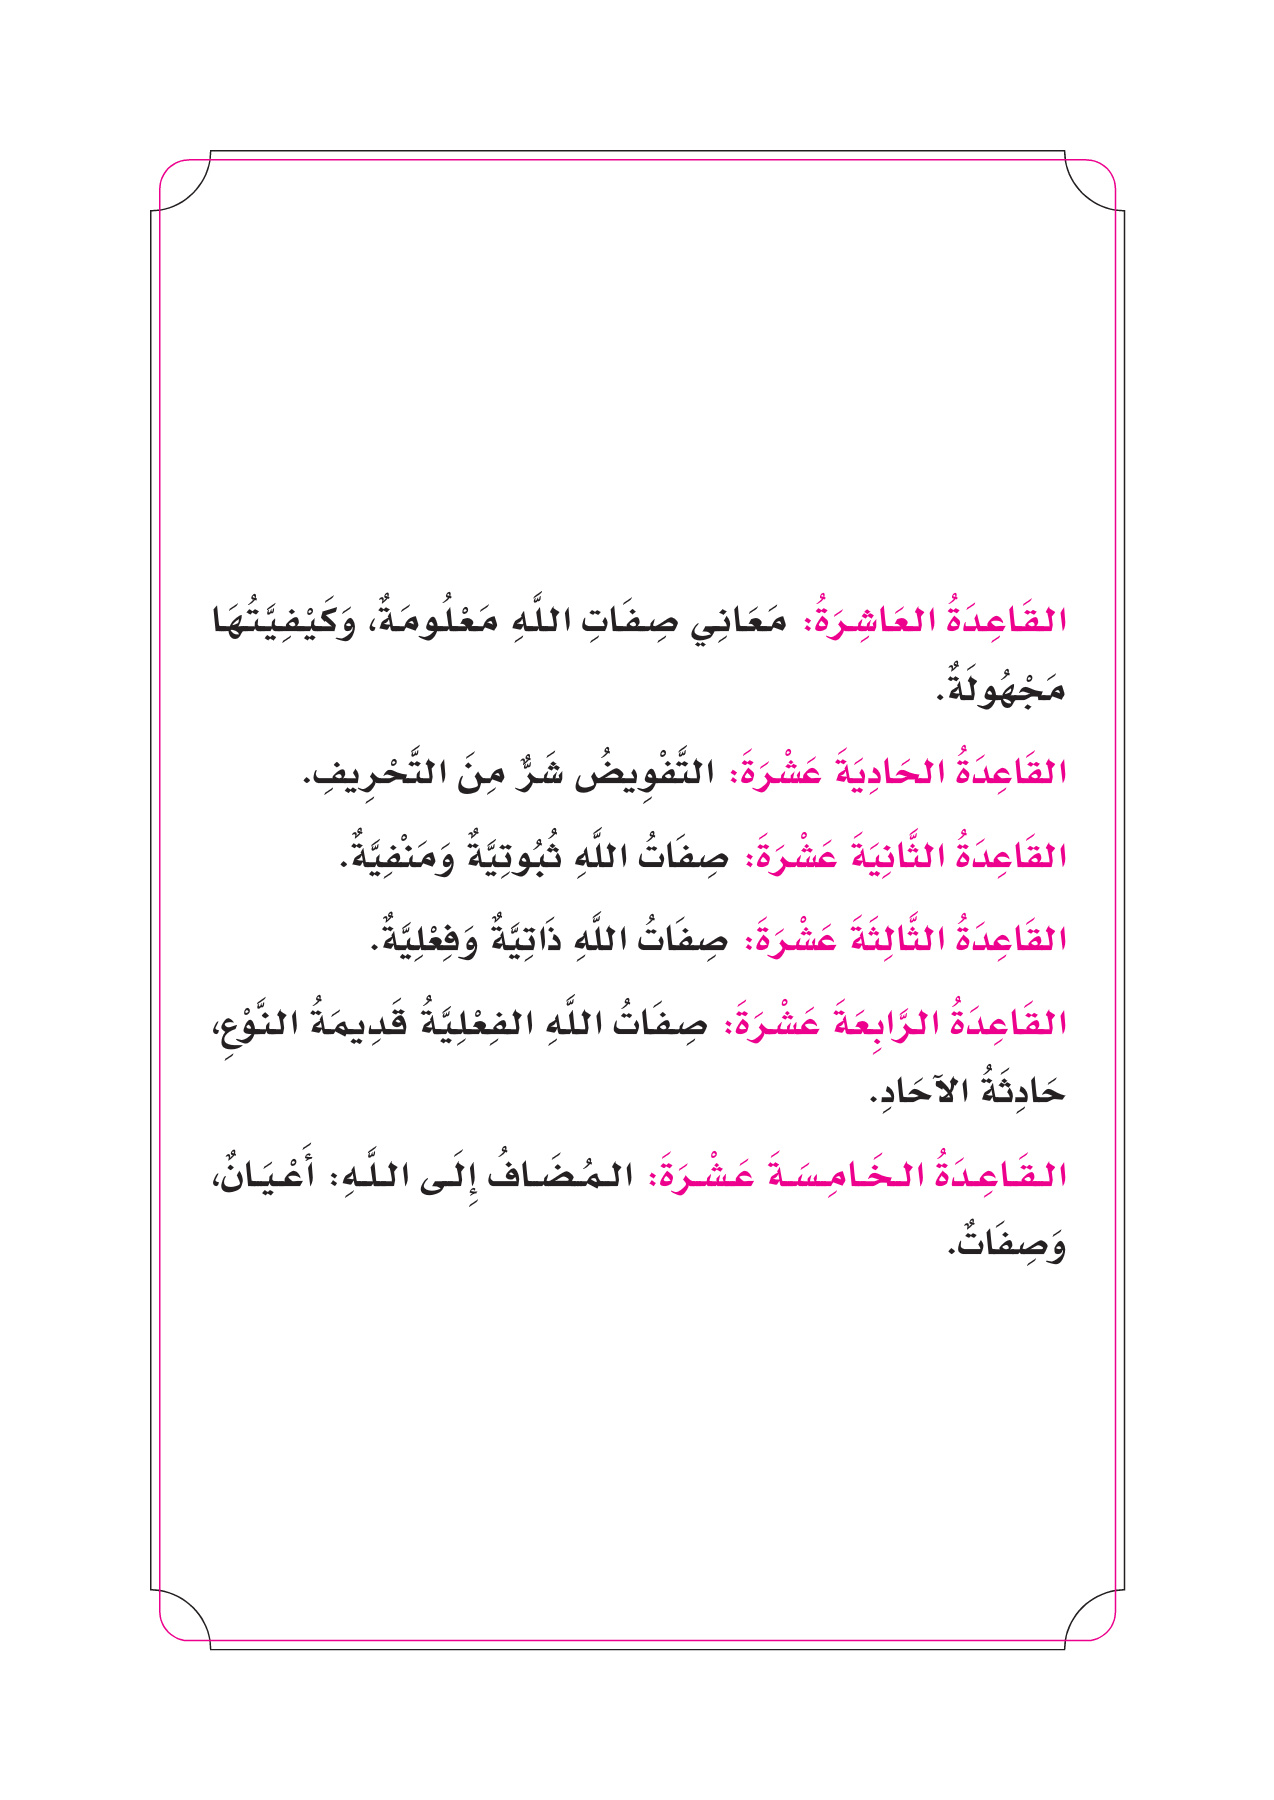 القَاعِدَةُ العَاشِرَةُ: مَعَانِي صِفَاتِ اللَّهِ مَعْلُومَةٌ، وَكَيْفِيَّتُهَا
مَجْهُولَةٌ.
القَاعِدَةُ الحَادِيَةَ عَشْرَةَ: التَّفْوِيضُ شَرٌّ مِنَ التَّحْرِيفِ.
القَاعِدَةُ الثَّانِيَةَ عَشْرَةَ: صِفَاتُ اللَّهِ ثُبُوتِيَّةٌ وَمَنْفِيَّةٌ.
القَاعِدَةُ الثَّالِثَةَ عَشْرَةَ: صِفَاتُ اللَّهِ ذَاتِيَّةٌ وَفِعْلِيَّةٌ.
القَاعِدَةُ الرَّابِعَةَ عَشْرَةَ: صِفَاتُ اللَّهِ الفِعْلِيَّةُ قَدِيمَةُ النَّوْعِ،
حَادِثَةُ الآحَادِ.
القَاعِدَةُ الخَامِسَةَ عَشْرَةَ: المُضَافُ إِلَى اللَّهِ: أَعْيَانٌ،
وَصِفَاتٌ.